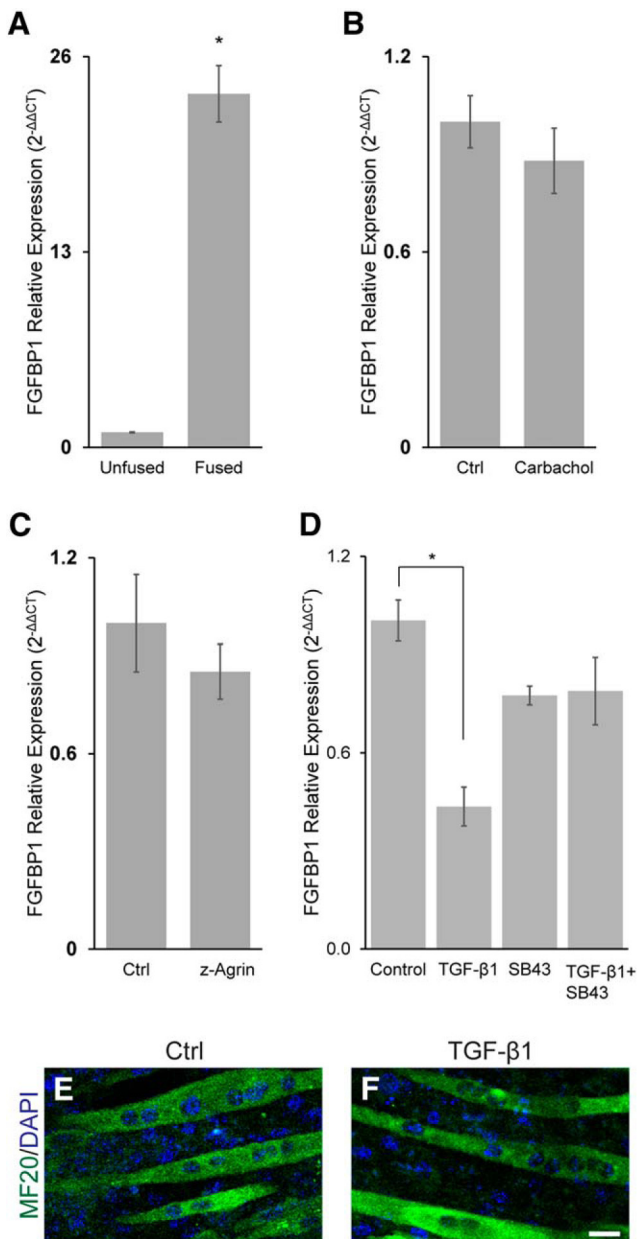 A
*
26
13
0
FGFBP1 Relative Expression (2-ΔΔCT)
Unfused
Fused
B
1.2
0.6
0
FGFBP1 Relative Expression (2-ΔΔCT)
Ctrl
Carbachol
C
1.2
0.6
0
FGFBP1 Relative Expression (2-ΔΔCT)
Ctrl
z-Agrin
D
*
1.2
0.6
0.0
FGFBP1 Relative Expression (2-ΔΔCT)
Control
TGF-β1
SB43
TGF-β1+
SB43
Ctrl
TGF-β1
MF20/DAPI
E
F